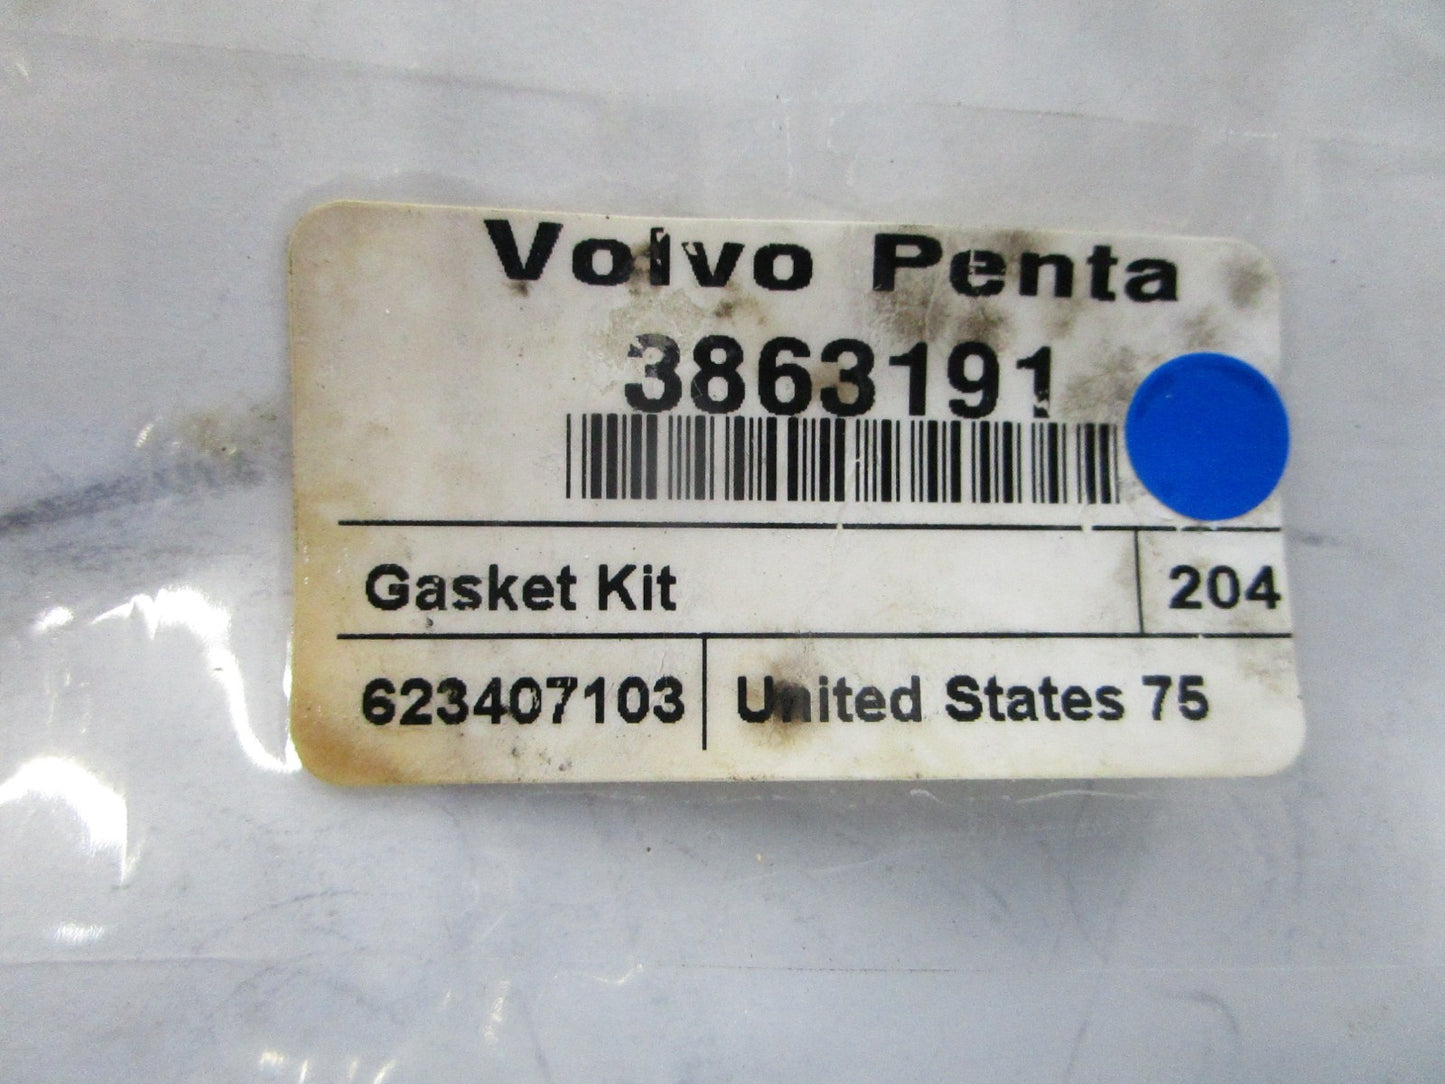 Volvo Penta
3863191
Gasket Kit 204
623407103 United States 75